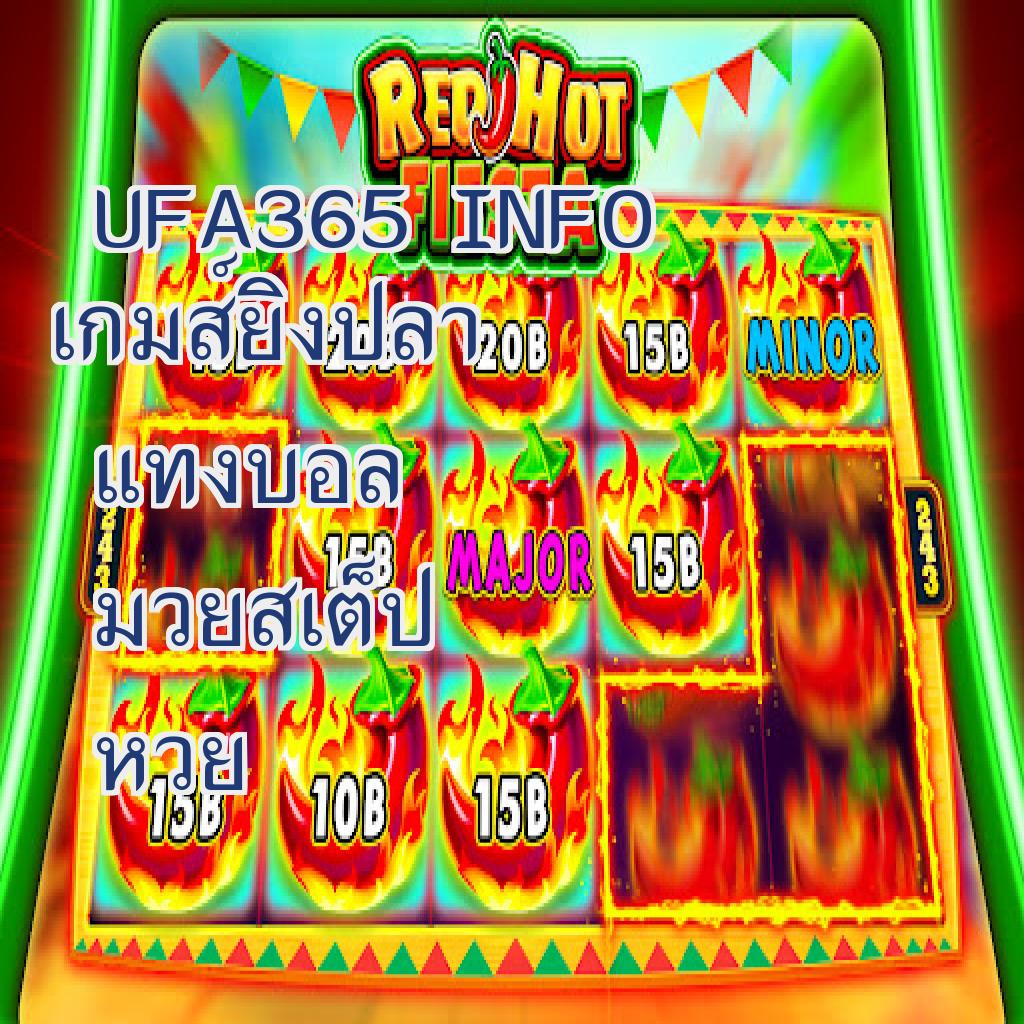 RED HOT
FIESTA
UFA365 INFO
เกมส์ยิงปลา
20B 15B MINOR
แทงบอล
15B MAJOR 15B
243
243
มวยสเต็ป
หวย
15B 10B 15B